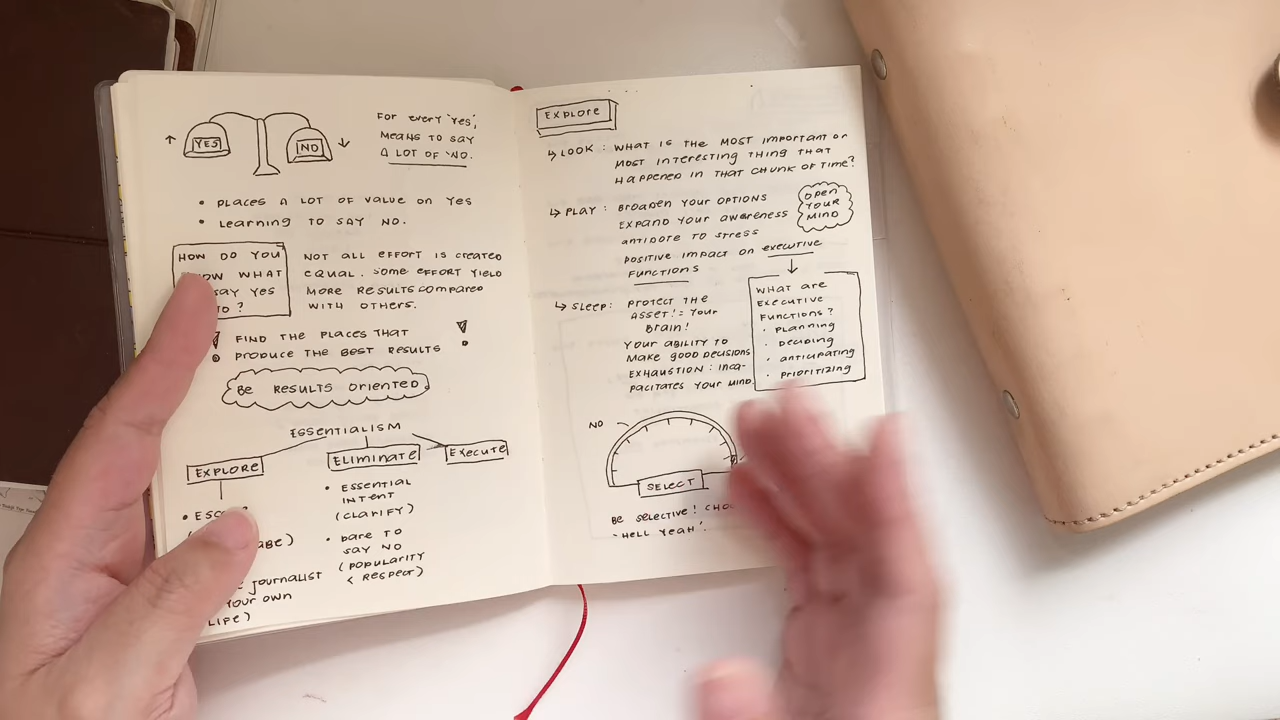 YES
NO
FOR EVERY 'YES',
MEANS TO SAY
A LOT OF 'NO.
• PLACES A LOT OF VALUE ON YES
• LEARNING TO SAY NO.
HOW DO YOU
WHAT
SAY YES
TO ?
NOT ALL EFFORT IS CREATED
EQUAL. SOME EFFORT YIELD
MORE RESULTS COMPARED
WITH OTHERS.
FIND THE PLACES THAT
PRODUCE THE BEST RESULTS
BE RESULTS ORIENTED
ESSENTIALISM
EXPLORE
ELIMINATE
EXECUTE
JOURNALIST
YOUR OWN
LIFE)
• ESSENTIAL
INTENT
(CLARIFY)
• DARE TO
SAY NO
(POPULARITY
< RESPECT)
EXPLORE
↳ LOOK : WHAT IS THE MOST IMPORTANT OR
MOST INTERESTING THING THAT
HAPPENED IN THAT CHUNK OF TIME?
↳ PLAY : BROADEN YOUR OPTIONS
EXPAND YOUR AWARENESS
ANTIDOTE TO STRESS
POSITIVE IMPACT ON EXECUTIVE
FUNCTIONS
OPEN
YOUR
MIND
WHAT ARE
EXECUTIVE
FUNCTIONS?
• PLANNING
• DECIDING
• ANTICIPATING
• PRIORITIZING
↳ SLEEP: PROTECT THE
ASSET! = YOUR
BRAIN!
YOUR ABILITY TO
MAKE GOOD DECISIONS
EXHAUSTION : INCA-
PACITATES YOUR MIND.
NO
SELECT
BE SELECTIVE!
"HELL YEAH'.